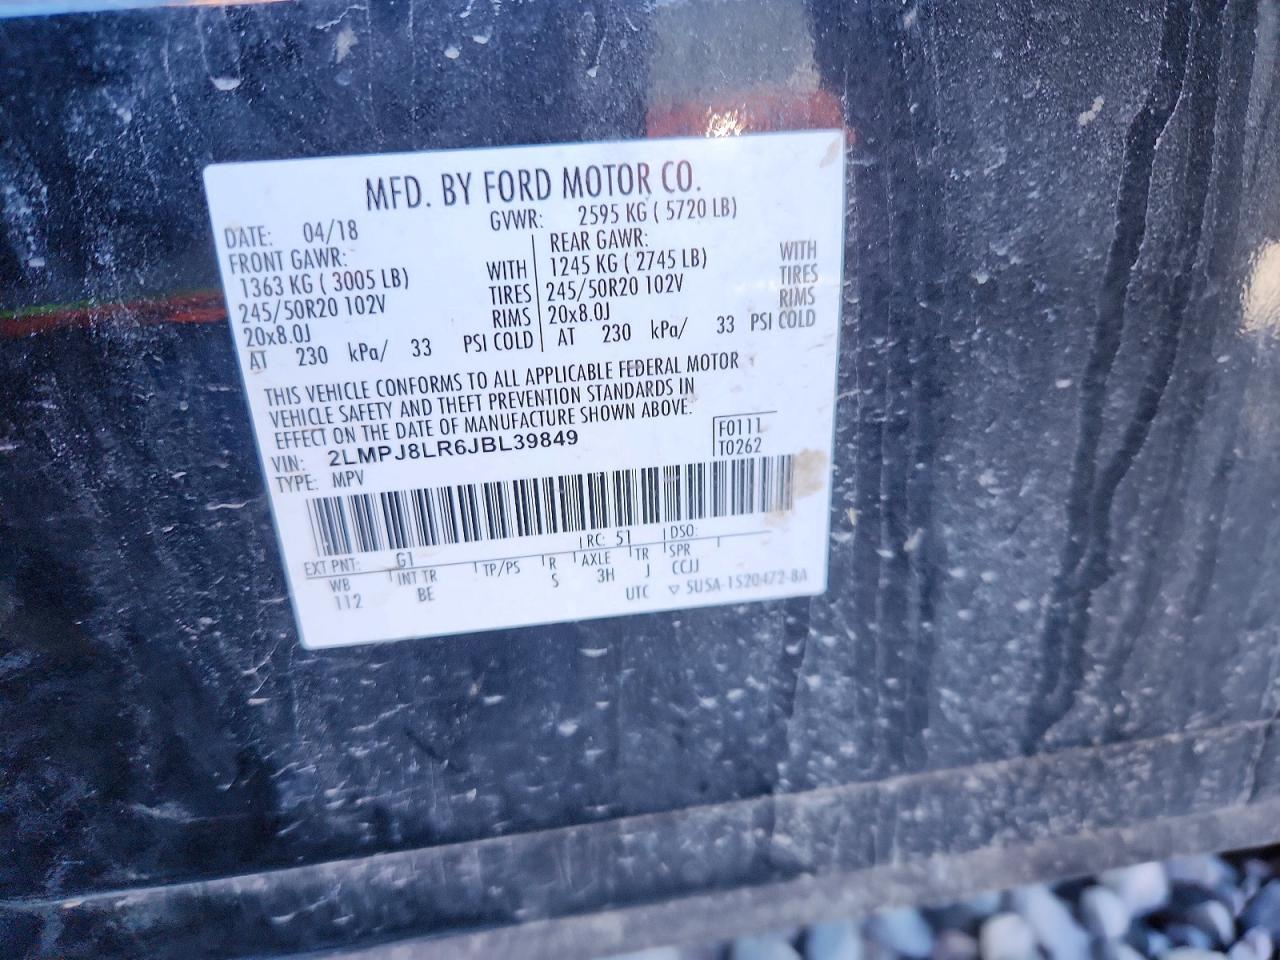 MFD. BY FORD MOTOR CO.
DATE: 04/18 GVWR: 2595 KG ( 5720 LB)
FRONT GAWR: REAR GAWR:
1363 KG ( 3005 LB) WITH 1245 KG ( 2745 LB) WITH
245/50R20 102V TIRES 245/50R20 102V TIRES
20x8.0J RIMS 20x8.0J RIMS
AT 230 kPa/ 33 PSI COLD AT 230 kPa/ 33 PSI COLD
THIS VEHICLE CONFORMS TO ALL APPLICABLE FEDERAL MOTOR
VEHICLE SAFETY AND THEFT PREVENTION STANDARDS IN
EFFECT ON THE DATE OF MANUFACTURE SHOWN ABOVE.
VIN: 2LMPJ8LR6JBL39849 F0111
TYPE: MPV T0262
EXT PNT: G1 RC: 51 DSO:
WB INT TR TP/PS R AXLE TR SPR
112 BE S 3H J CCJJ
UTC ▽ 5USA-1520472-8A